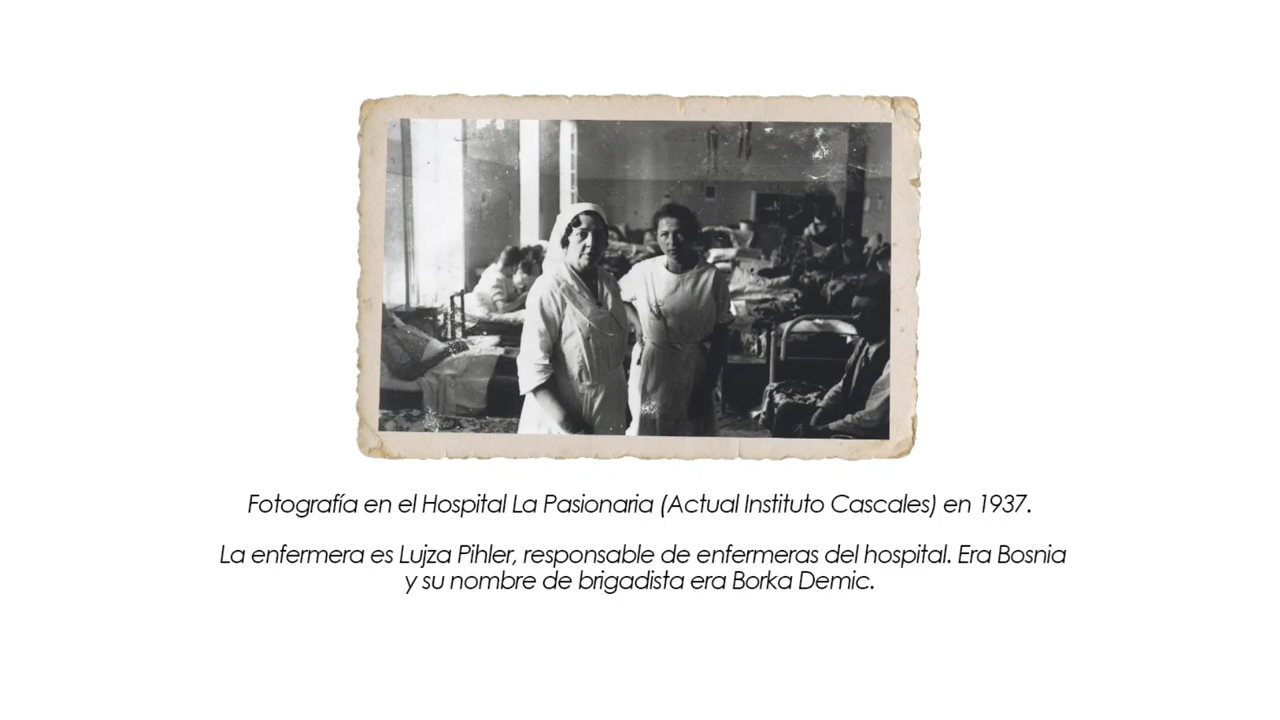 Fotografía en el Hospital La Pasionaria (Actual Instituto Cascales) en 1937.
La enfermera es Lujza Pihler, responsable de enfermeras del hospital. Era Bosnia
y su nombre de brigadista era Borka Demic.